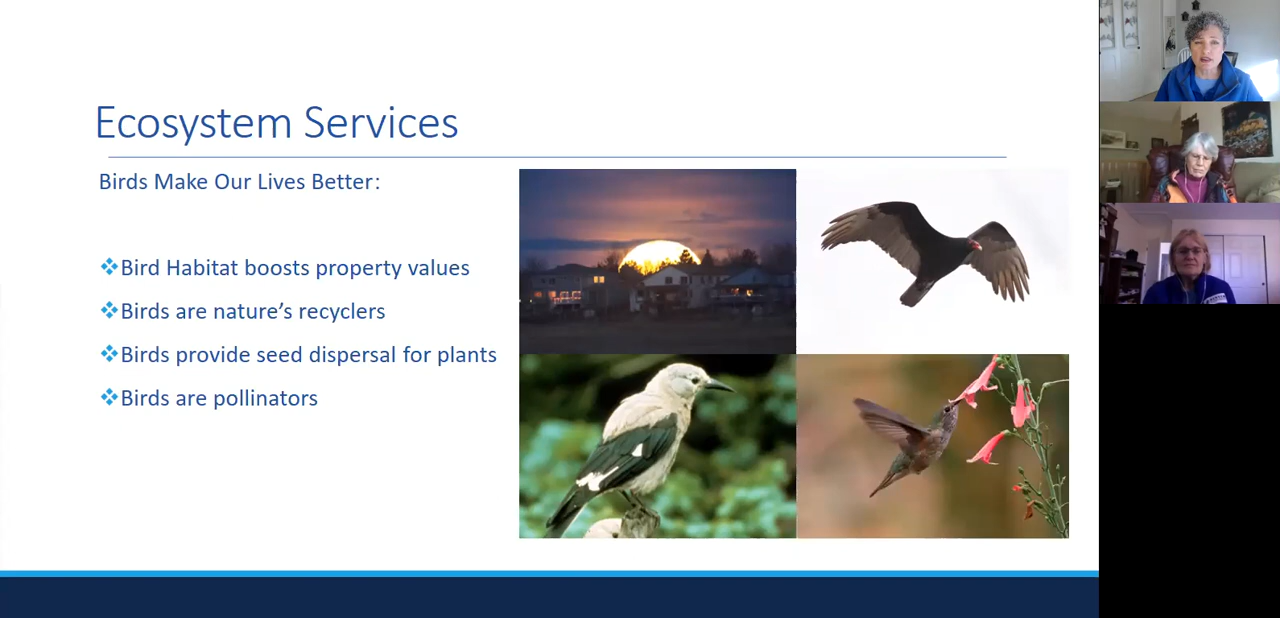 Ecosystem Services
Birds Make Our Lives Better:
Bird Habitat boosts property values
Birds are nature’s recyclers
Birds provide seed dispersal for plants
Birds are pollinators